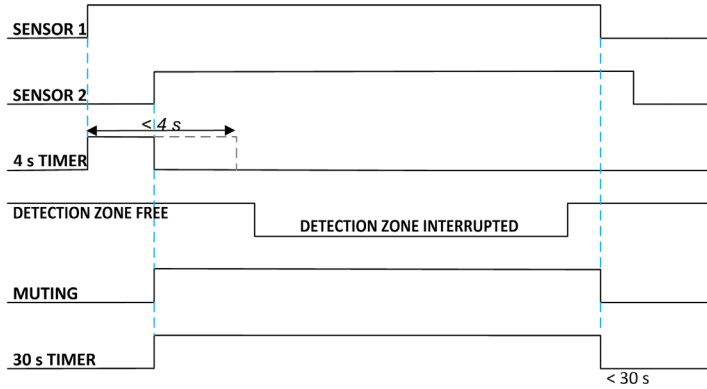 SENSOR 1
SENSOR 2
< 4 s
4 s TIMER
DETECTION ZONE FREE
DETECTION ZONE INTERRUPTED
MUTING
30 s TIMER
< 30 s